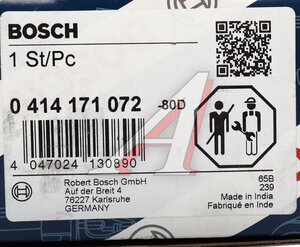 BOSCH
1 St/Pc
0 414 171 072 -80D
4 047024 130890
BOSCH
Robert Bosch GmbH
Auf der Breit 4
76227 Karlsruhe
GERMANY
65B
239
Made in India
Fabriqué en Inde